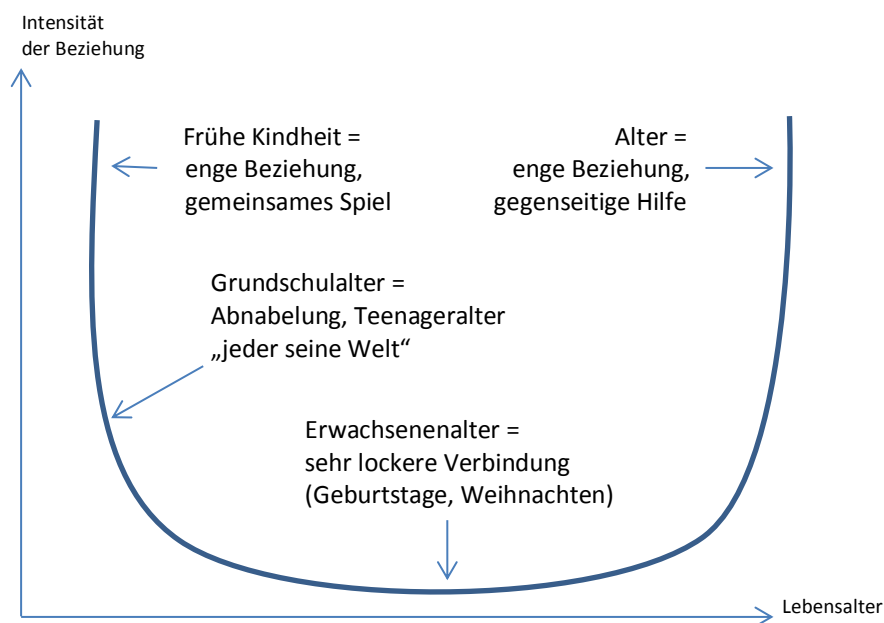 Intensität
der Beziehung
Frühe Kindheit =
enge Beziehung,
gemeinsames Spiel
Alter =
enge Beziehung,
gegenseitige Hilfe
Grundschulalter =
Abnabelung, Teenageralter
„jeder seine Welt“
Erwachsenenalter =
sehr lockere Verbindung
(Geburtstage, Weihnachten)
Lebensalter